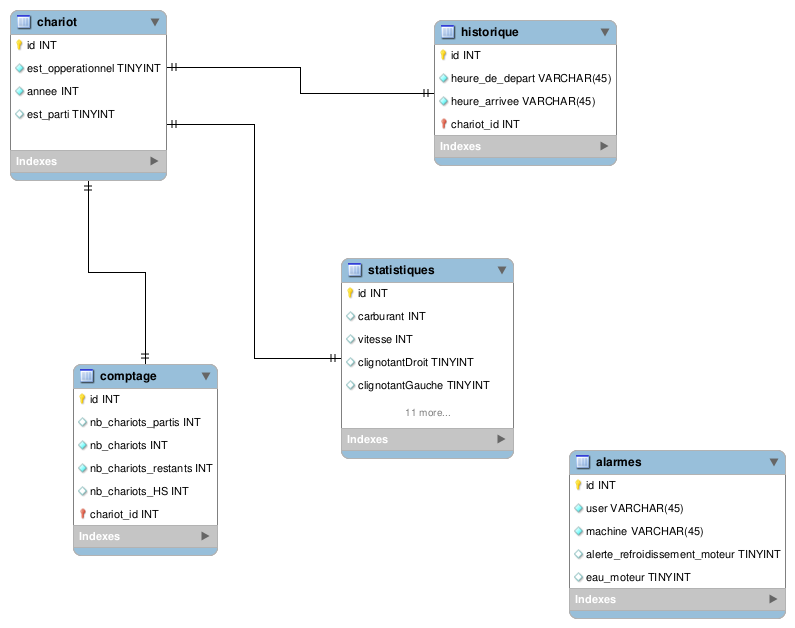 chariot
id INT
est_opperationnel TINYINT
annee INT
est_parti TINYINT
Indexes
historique
id INT
heure_de_depart VARCHAR(45)
heure_arrivee VARCHAR(45)
chariot_id INT
Indexes
statistiques
id INT
carburant INT
vitesse INT
clignotantDroit TINYINT
clignotantGauche TINYINT
11 more...
Indexes
comptage
id INT
nb_chariots_partis INT
nb_chariots INT
nb_chariots_restants INT
nb_chariots_HS INT
chariot_id INT
Indexes
alarmes
id INT
user VARCHAR(45)
machine VARCHAR(45)
alerte_refroidissement_moteur TINYINT
eau_moteur TINYINT
Indexes